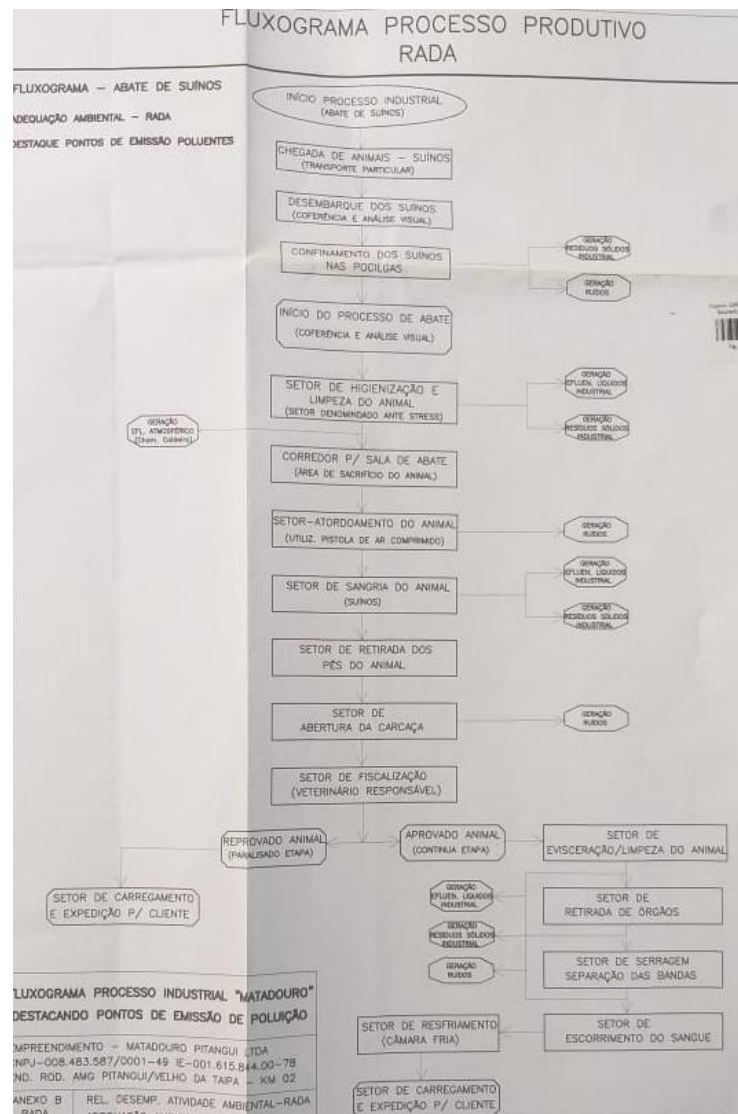 FLUXOGRAMA PROCESSO PRODUTIVO
RADA
FLUXOGRAMA – ABATE DE SUÍNOS
ADEQUAÇÃO AMBIENTAL – RADA
DESTAQUE PONTOS DE EMISSÃO POLUENTES
INÍCIO PROCESSO INDUSTRIAL
(ABATE DE SUÍNOS)
CHEGADA DE ANIMAIS – SUÍNOS
(TRANSPORTE PARTICULAR)
DESEMBARQUE DOS SUÍNOS
(COFERÊNCIA E ANÁLISE VISUAL)
CONFINAMENTO DOS SUÍNOS
NAS POCILGAS
GERAÇÃO
RESÍDUOS SÓLIDOS
INDUSTRIAL
GERAÇÃO
RUÍDOS
INÍCIO DO PROCESSO DE ABATE
(COFERÊNCIA E ANÁLISE VISUAL)
SETOR DE HIGIENIZAÇÃO E
LIMPEZA DO ANIMAL
(SETOR DENOMINDADO ANTE STRESS)
GERAÇÃO
EFLUEN. LÍQUIDOS
INDUSTRIAL
GERAÇÃO
RESÍDUOS SÓLIDOS
INDUSTRIAL
GERAÇÃO
EFL. ATMOSFÉRICO
(Cham. Caldeira)
CORREDOR P/ SALA DE ABATE
(ÁREA DE SACRIFÍCIO DO ANIMAL)
SETOR–ATORDOAMENTO DO ANIMAL
(UTILIZ. PISTOLA DE AR COMPRIMIDO)
GERAÇÃO
RUÍDOS
SETOR DE SANGRIA DO ANIMAL
(SUÍNOS)
GERAÇÃO
EFLUEN. LÍQUIDOS
INDUSTRIAL
GERAÇÃO
RESÍDUOS SÓLIDOS
INDUSTRIAL
SETOR DE RETIRADA DOS
PÉS DO ANIMAL
SETOR DE
ABERTURA DA CARCAÇA
GERAÇÃO
RUÍDOS
SETOR DE FISCALIZAÇÃO
(VETERINÁRIO RESPONSÁVEL)
REPROVADO ANIMAL
(PARALISADO ETAPA)
APROVADO ANIMAL
(CONTINUA ETAPA)
SETOR DE
EVISCERAÇÃO/LIMPEZA DO ANIMAL
SETOR DE CARREGAMENTO
E EXPEDIÇÃO P/ CLIENTE
GERAÇÃO
EFLUEN. LÍQUIDOS
INDUSTRIAL
SETOR DE
RETIRADA DE ÓRGÃOS
GERAÇÃO
RESÍDUOS SÓLIDOS
INDUSTRIAL
GERAÇÃO
RUÍDOS
SETOR DE SERRAGEM
SEPARAÇÃO DAS BANDAS
SETOR DE RESFRIAMENTO
(CÂMARA FRIA)
SETOR DE
ESCORRIMENTO DO SANGUE
SETOR DE CARREGAMENTO
E EXPEDIÇÃO P/ CLIENTE
FLUXOGRAMA PROCESSO INDUSTRIAL "MATADOURO"
DESTACANDO PONTOS DE EMISSÃO DE POLUIÇÃO
EMPREENDIMENTO – MATADOURO PITANGUI LTDA
CNPJ–008.483.587/0001–49 IE–001.615.844.00–78
END. ROD. AMG PITANGUI/VELHO DA TAIPA – KM 02
ANEXO B
RADA
REL. DESEMP. ATIVIDADE AMBIENTAL–RADA